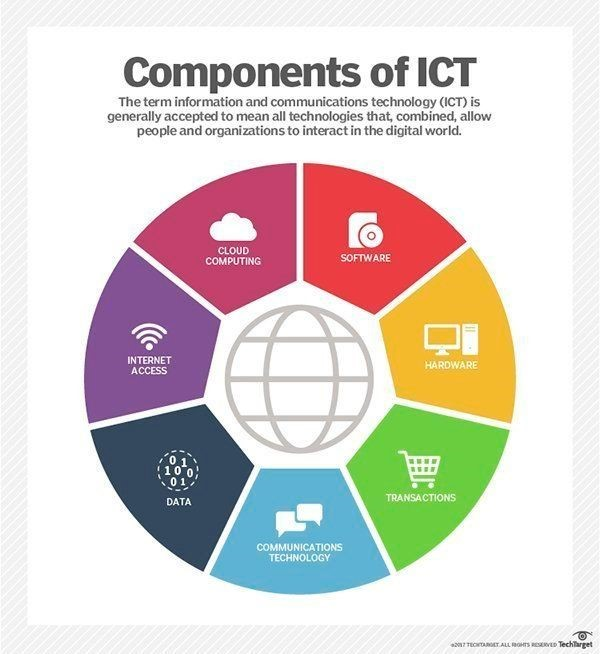 Components of ICT
The term information and communications technology (ICT) is
generally accepted to mean all technologies that, combined, allow
people and organizations to interact in the digital world.
CLOUD
COMPUTING
SOFTWARE
INTERNET
ACCESS
HARDWARE
0 1
1 0 0
0 1
DATA
TRANSACTIONS
COMMUNICATIONS
TECHNOLOGY
©2017 TECHTARGET. ALL RIGHTS RESERVED TechTarget